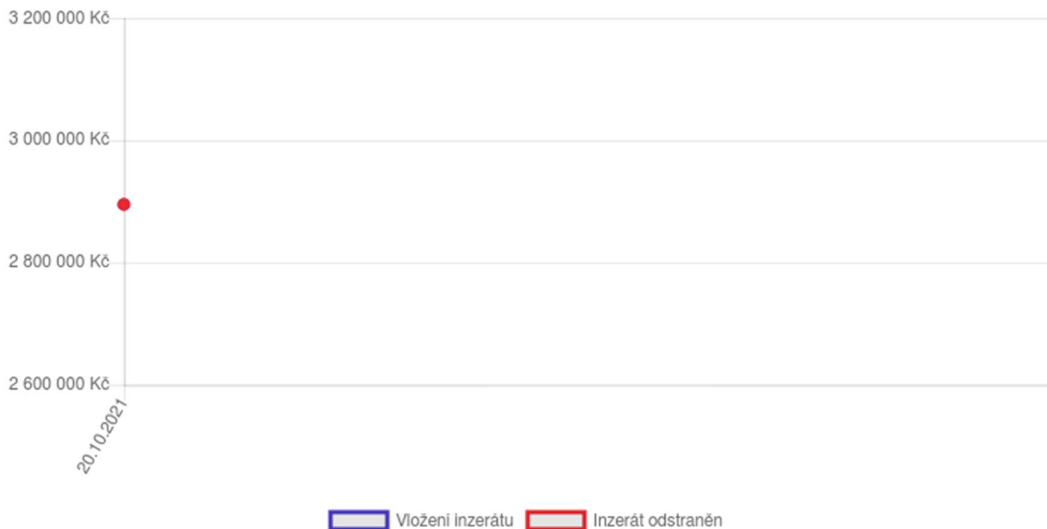 3 200 000 Kč
3 000 000 Kč
2 800 000 Kč
2 600 000 Kč
20.10.2021
Vložení inzerátu
Inzerát odstraněn